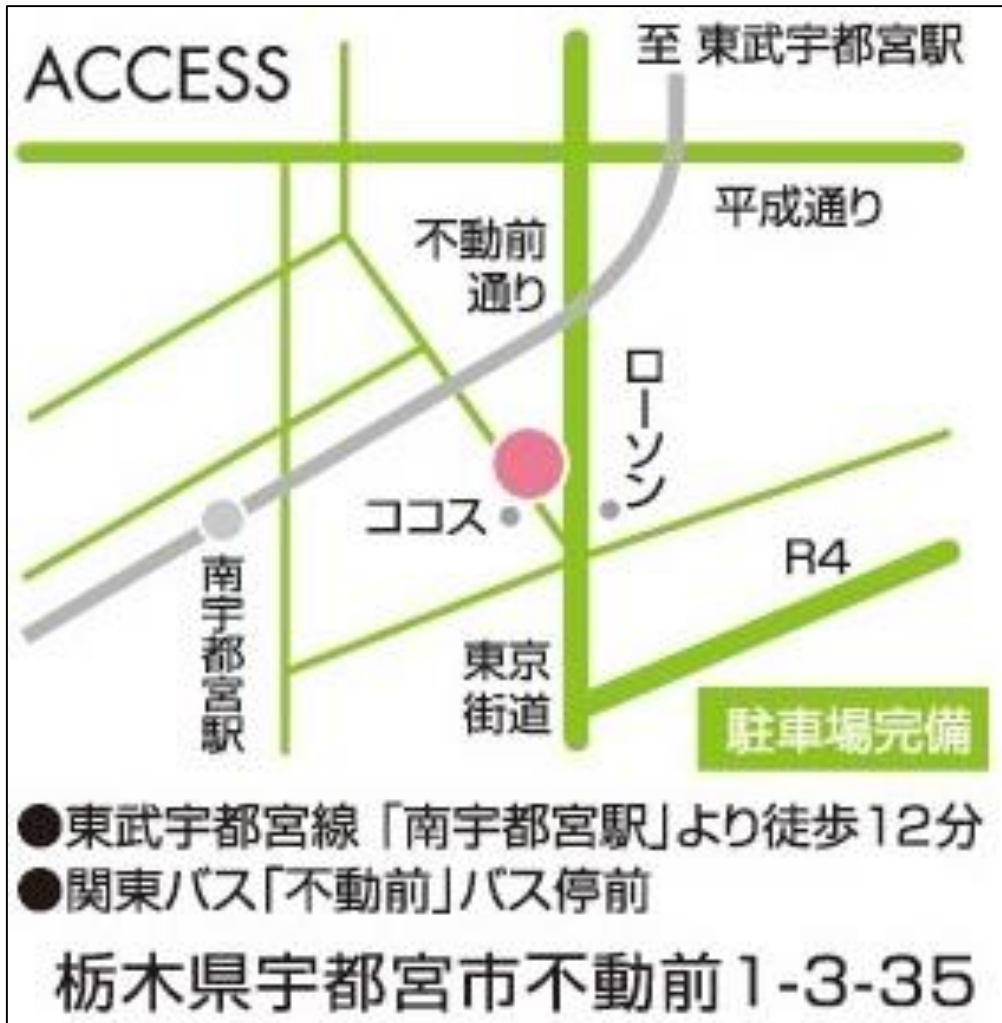 ACCESS
至 東武宇都宮駅
平成通り
不動前
通り
ローソン
ココス
R4
南宇都宮駅
東京
街道
駐車場完備
●東武宇都宮線「南宇都宮駅」より徒歩12分
●関東バス「不動前」バス停前
栃木県宇都宮市不動前1-3-35